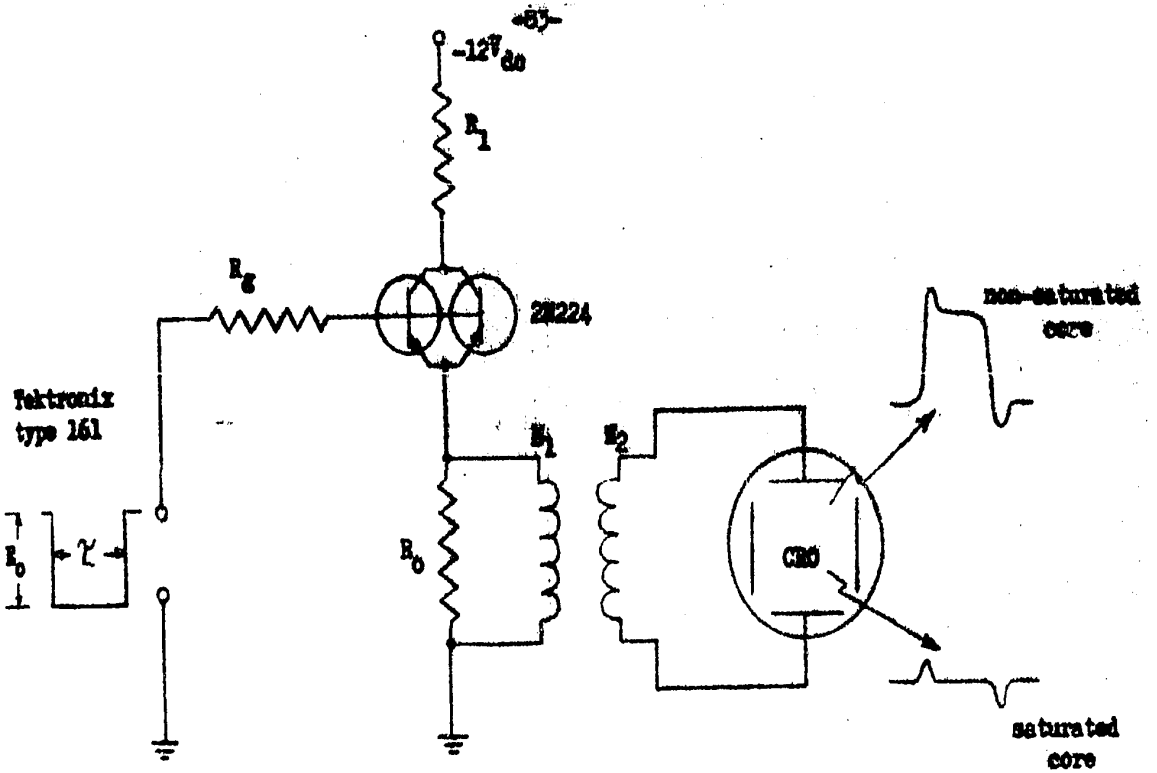 -83-
-12V dc
R1
Rg
2N224
non-saturated
core
Tektronix
type 161
N1
N2
E0
τ
R0
CRO
saturated
core